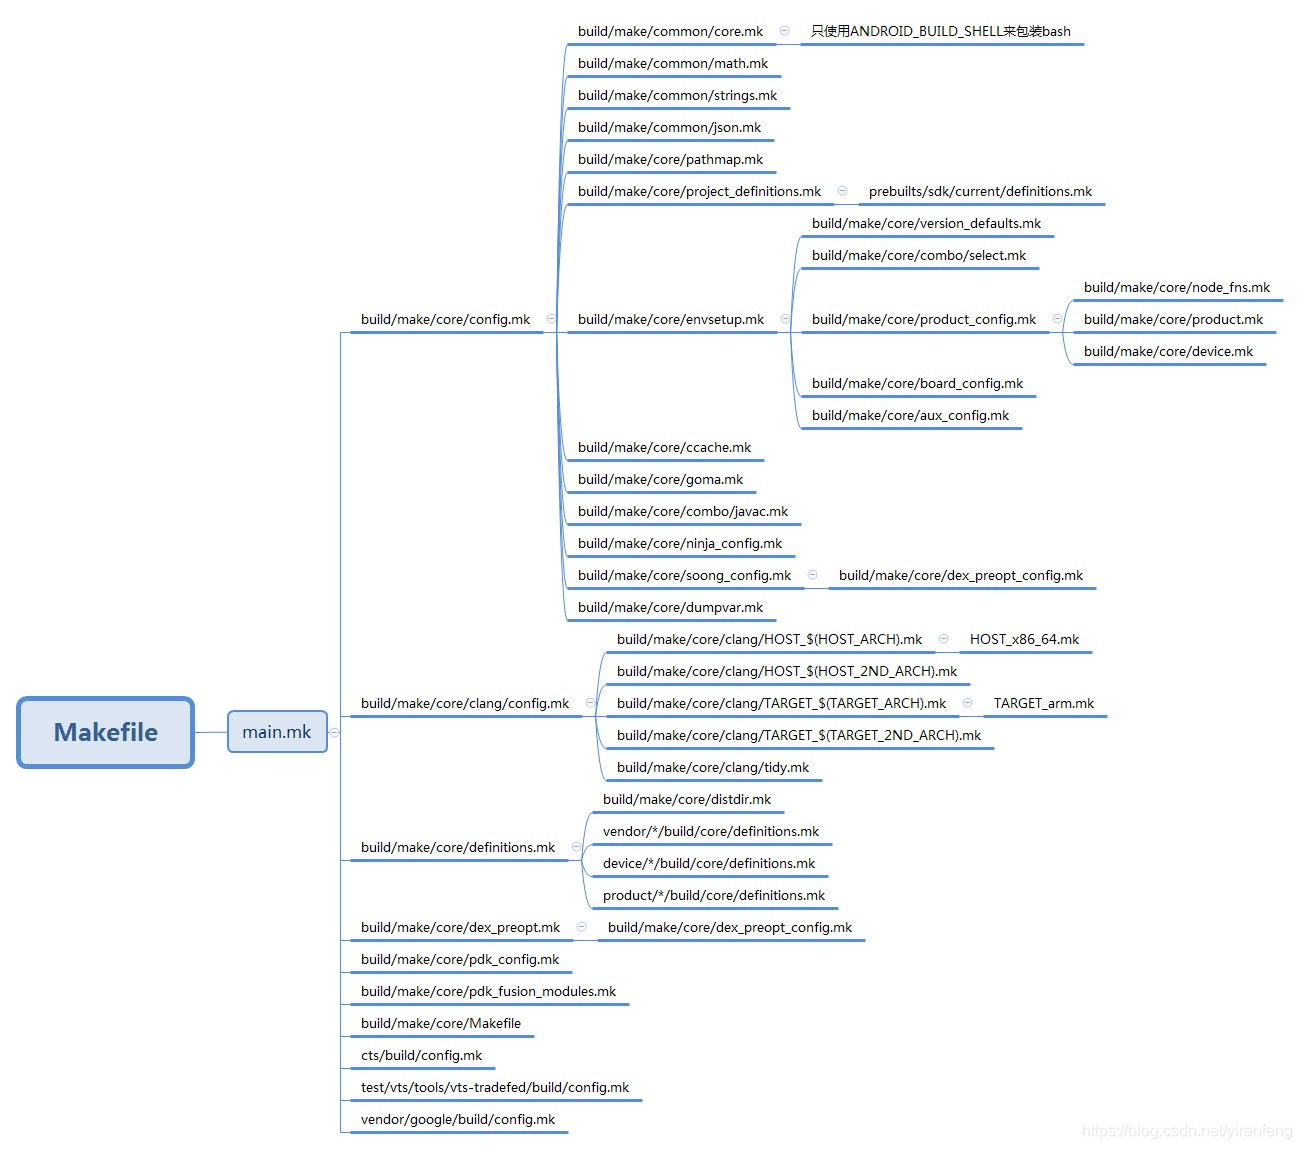 Makefile
main.mk
build/make/core/config.mk
build/make/common/core.mk
只使用ANDROID_BUILD_SHELL来包装bash
build/make/common/math.mk
build/make/common/strings.mk
build/make/common/json.mk
build/make/core/pathmap.mk
build/make/core/project_definitions.mk
prebuilts/sdk/current/definitions.mk
build/make/core/envsetup.mk
build/make/core/version_defaults.mk
build/make/core/combo/select.mk
build/make/core/product_config.mk
build/make/core/node_fns.mk
build/make/core/product.mk
build/make/core/device.mk
build/make/core/board_config.mk
build/make/core/aux_config.mk
build/make/core/ccache.mk
build/make/core/goma.mk
build/make/core/combo/javac.mk
build/make/core/ninja_config.mk
build/make/core/soong_config.mk
build/make/core/dex_preopt_config.mk
build/make/core/dumpvar.mk
build/make/core/clang/config.mk
build/make/core/clang/HOST_$(HOST_ARCH).mk
HOST_x86_64.mk
build/make/core/clang/HOST_$(HOST_2ND_ARCH).mk
build/make/core/clang/TARGET_$(TARGET_ARCH).mk
TARGET_arm.mk
build/make/core/clang/TARGET_$(TARGET_2ND_ARCH).mk
build/make/core/clang/tidy.mk
build/make/core/definitions.mk
build/make/core/distdir.mk
vendor/*/build/core/definitions.mk
device/*/build/core/definitions.mk
product/*/build/core/definitions.mk
build/make/core/dex_preopt.mk
build/make/core/dex_preopt_config.mk
build/make/core/pdk_config.mk
build/make/core/pdk_fusion_modules.mk
build/make/core/Makefile
cts/build/config.mk
test/vts/tools/vts-tradefed/build/config.mk
vendor/google/build/config.mk
https://blog.csdn.net/yiranfeng